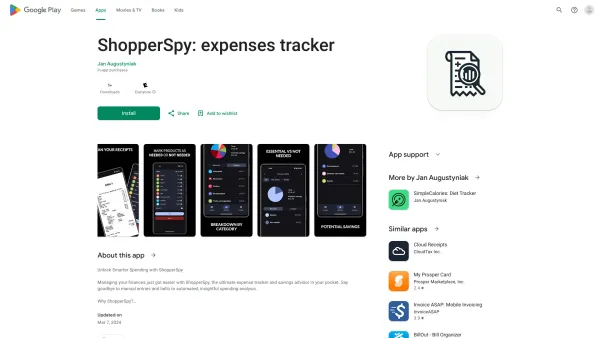 Google Play
Games
Apps
Movies & TV
Books
Kids
ShopperSpy: expenses tracker
Jan Augustyniak
In-app purchases
1+
Downloads
Everyone
Install
Share
Add to wishlist
YOUR RECEIPTS
MARK PRODUCTS AS
NEEDED OR NOT NEEDED
BREAKDOWN BY
CATEGORY
ESSENTIAL VS NOT
NEEDED
POTENTIAL SAVINGS
About this app
Unlock Smarter Spending with ShopperSpy
Managing your finances just got easier with ShopperSpy, the ultimate expense tracker and savings advisor in your pocket. Say
goodbye to manual entries and hello to automated, insightful spending analysis.
Why ShopperSpy?...
Updated on
Mar 7, 2024
App support
More by Jan Augustyniak
SimpleCalories: Diet Tracker
Jan Augustyniak
Similar apps
Cloud Receipts
CloudTax Inc.
My Prosper Card
Prosper Marketplace, Inc.
Invoice ASAP: Mobile Invoicing
invoiceASAP
BillOut - Bill Organizer